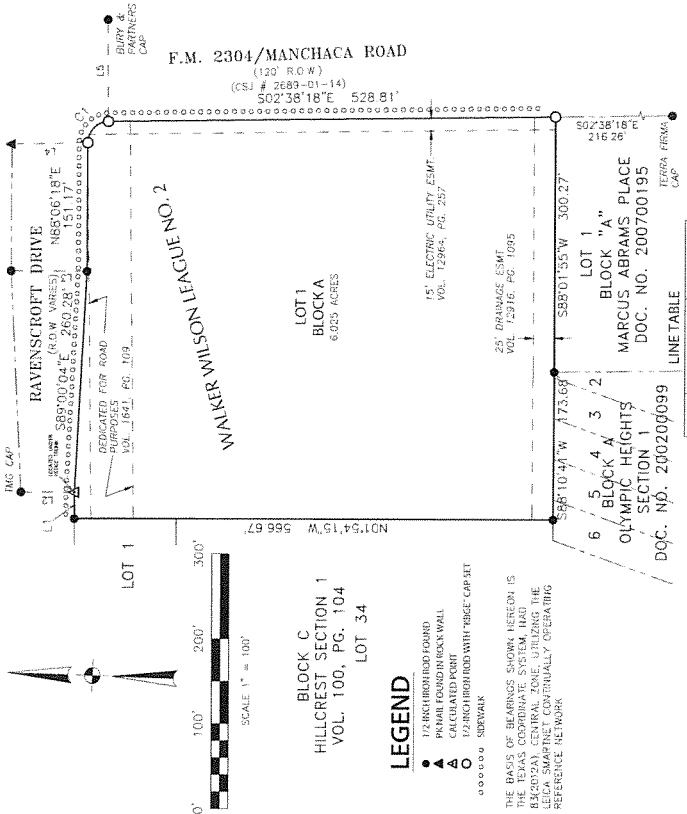 TMG CAP
RAVENSCROFT DRIVE
(R.O.W VARIES)
S89°00'04"E 260.28'
N88°06'18"E
151.17'
L1
L4
L5
C1
BURY &
PARTNERS
CAP
DEDICATED FOR ROAD
PURPOSES
VOL. 1641, PG. 109
F.M. 2304/MANCHACA ROAD
(120' R.O.W)
(CSJ # 2689-01-14)
S02°38'18"E 528.81'
WALKER WILSON LEAGUE NO. 2
LOT 1
BLOCK A
6.025 ACRES
15' ELECTRIC UTILITY ESMT
VOL. 12964, PG. 257
25' DRAINAGE ESMT
VOL. 12916, PG. 1095
N01°54'15"W 566.67'
LOT 1
0'
100'
200'
300'
SCALE 1" = 100'
BLOCK C
HILLCREST SECTION 1
VOL. 100, PG. 104
LOT 34
S88°10'41"W 173.68'
S88°01'55"W 300.27'
S02°38'18"E
216.26'
TERRA FIRMA
CAP
6 5 4 3 2
BLOCK A
OLYMPIC HEIGHTS
SECTION 1
DOC. NO. 200200099
LOT 1
BLOCK "A"
MARCUS ABRAMS PLACE
DOC. NO. 200700195
LINE TABLE
LEGEND
1/2-INCH IRON ROD FOUND
PK NAIL FOUND IN ROCK WALL
CALCULATED POINT
1/2-INCH IRON ROD WITH "KBGE" CAP SET
SIDEWALK
THE BASIS OF BEARINGS SHOWN HEREON IS
THE TEXAS COORDINATE SYSTEM, NAD
83(2012A), CENTRAL ZONE, UTILIZING THE
LEICA SMARTNET CONTINUALLY OPERATING
REFERENCE NETWORK